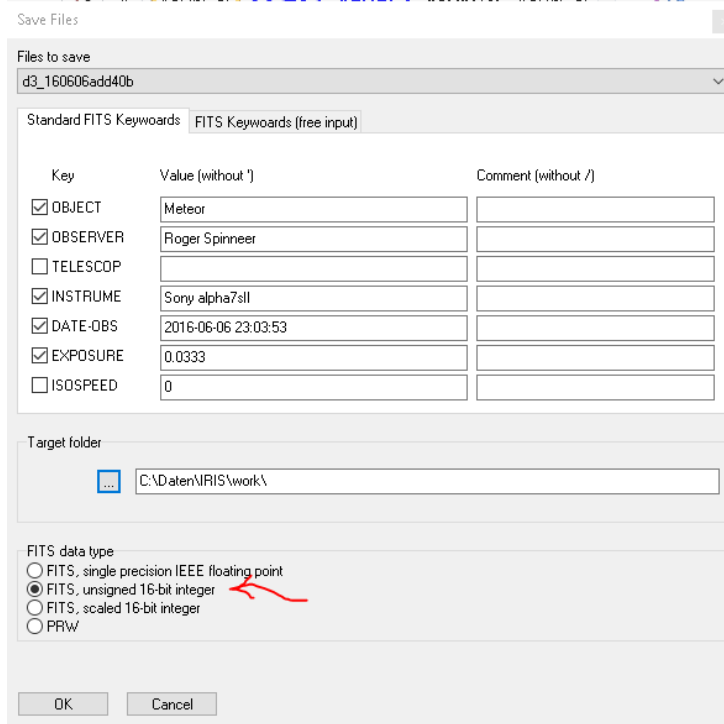 Save Files
Files to save
d3_160606add40b
Standard FITS Keywoards FITS Keywoards (free input)
Key Value (without ') Comment (without /)
OBJECT Meteor
OBSERVER Roger Spinneer
TELESCOP
INSTRUME Sony alpha7sII
DATE-OBS 2016-06-06 23:03:53
EXPOSURE 0.0333
ISOSPEED 0
Target folder
... C:\Daten\IRIS\work\
FITS data type
FITS, single precision IEEE floating point
FITS, unsigned 16-bit integer
FITS, scaled 16-bit integer
PRW
OK Cancel